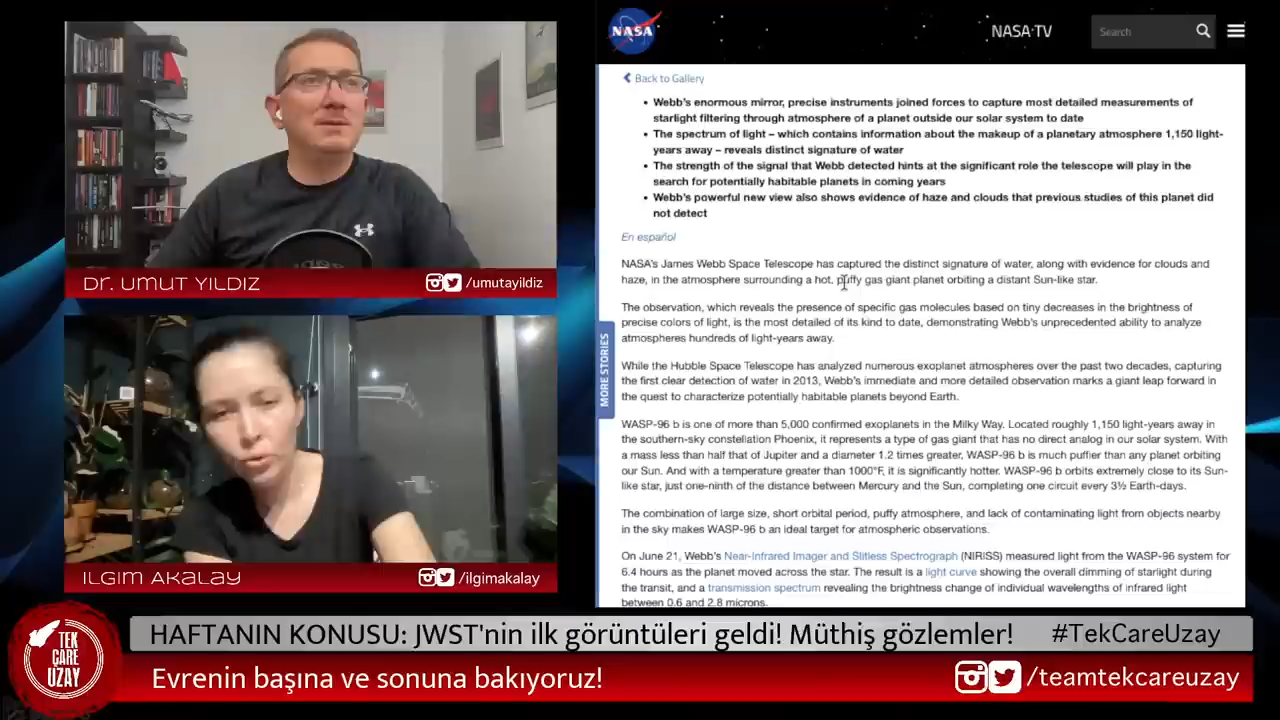 NASA
NASA TV
Search
Back to Gallery
• Webb's enormous mirror, precise instruments joined forces to capture most detailed measurements of
starlight filtering through atmosphere of a planet outside our solar system to date
• The spectrum of light – which contains information about the makeup of a planetary atmosphere 1,150 light-
years away – reveals distinct signature of water
• The strength of the signal that Webb detected hints at the significant role the telescope will play in the
search for potentially habitable planets in coming years
• Webb's powerful new view also shows evidence of haze and clouds that previous studies of this planet did
not detect
En español
NASA's James Webb Space Telescope has captured the distinct signature of water, along with evidence for clouds and
haze, in the atmosphere surrounding a hot, puffy gas giant planet orbiting a distant Sun-like star.
The observation, which reveals the presence of specific gas molecules based on tiny decreases in the brightness of
precise colors of light, is the most detailed of its kind to date, demonstrating Webb's unprecedented ability to analyze
atmospheres hundreds of light-years away.
While the Hubble Space Telescope has analyzed numerous exoplanet atmospheres over the past two decades, capturing
the first clear detection of water in 2013, Webb's immediate and more detailed observation marks a giant leap forward in
the quest to characterize potentially habitable planets beyond Earth.
WASP-96 b is one of more than 5,000 confirmed exoplanets in the Milky Way. Located roughly 1,150 light-years away in
the southern-sky constellation Phoenix, it represents a type of gas giant that has no direct analog in our solar system. With
a mass less than half that of Jupiter and a diameter 1.2 times greater, WASP-96 b is much puffier than any planet orbiting
our Sun. And with a temperature greater than 1000°F, it is significantly hotter. WASP-96 b orbits extremely close to its Sun-
like star, just one-ninth of the distance between Mercury and the Sun, completing one circuit every 3½ Earth-days.
The combination of large size, short orbital period, puffy atmosphere, and lack of contaminating light from objects nearby
in the sky makes WASP-96 b an ideal target for atmospheric observations.
On June 21, Webb's Near-Infrared Imager and Slitless Spectrograph (NIRISS) measured light from the WASP-96 system for
6.4 hours as the planet moved across the star. The result is a light curve showing the overall dimming of starlight during
the transit, and a transmission spectrum revealing the brightness change of individual wavelengths of infrared light
between 0.6 and 2.8 microns.
MORE STORIES
DR. UMUT YILDIZ
/umutayildiz
ILGIM AKALAY
/ilgimakalay
TEK
ÇARE
UZAY
HAFTANIN KONUSU: JWST'nin ilk görüntüleri geldi! Müthiş gözlemler!
#TekCareUzay
Evrenin başına ve sonuna bakıyoruz!
/teamtekcareuzay